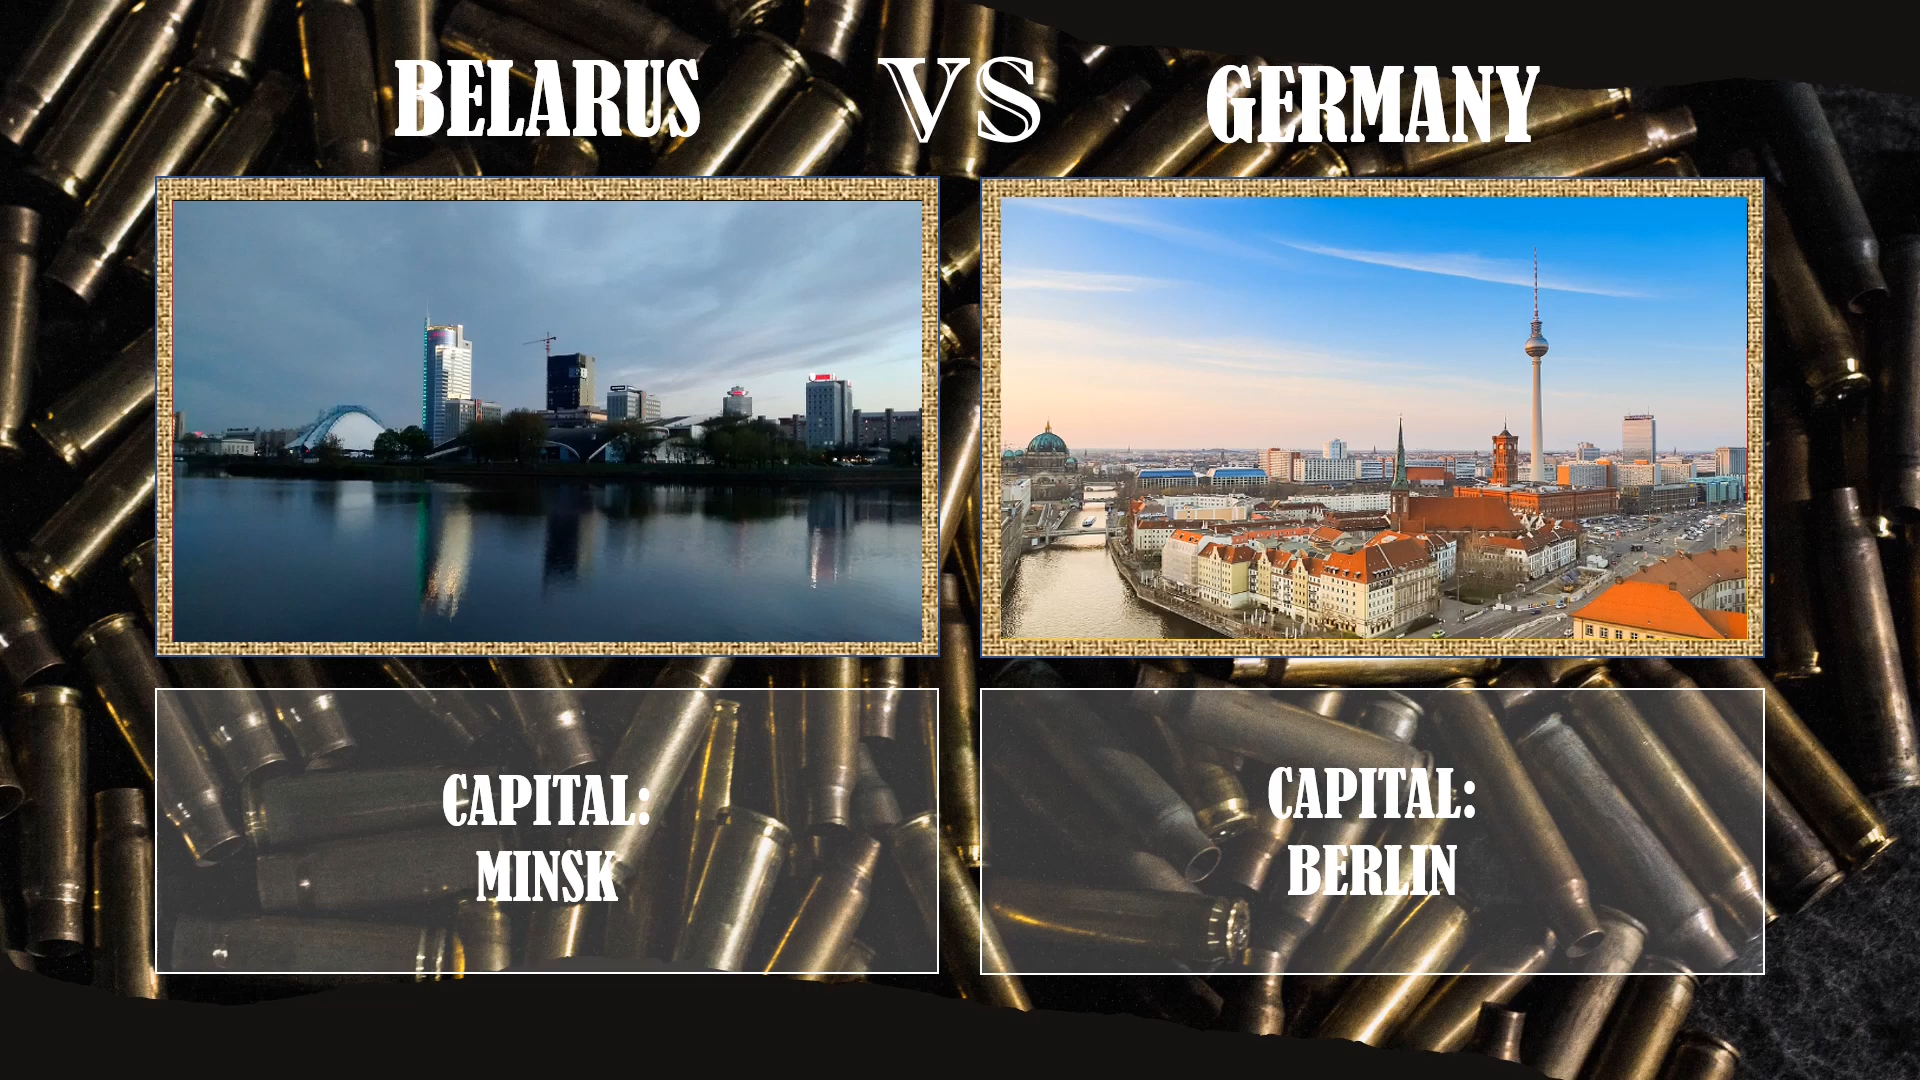 BELARUS VS GERMANY
CAPITAL:
MINSK
CAPITAL:
BERLIN